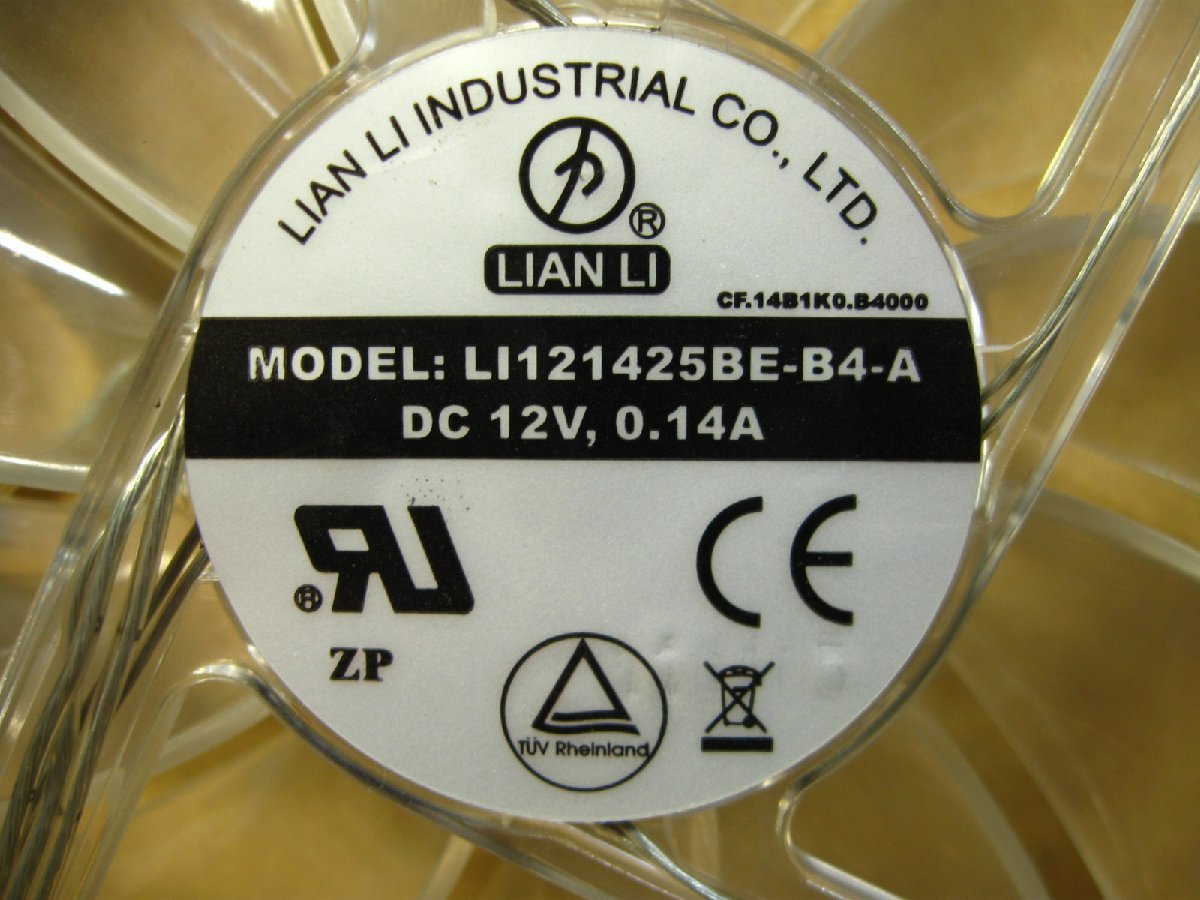 LIAN LI INDUSTRIAL CO., LTD.
®
LIAN LI
CF.14B1K0.B4000
MODEL: LI121425BE-B4-A
DC 12V, 0.14A
®
CE
ZP
TÜV Rheinland